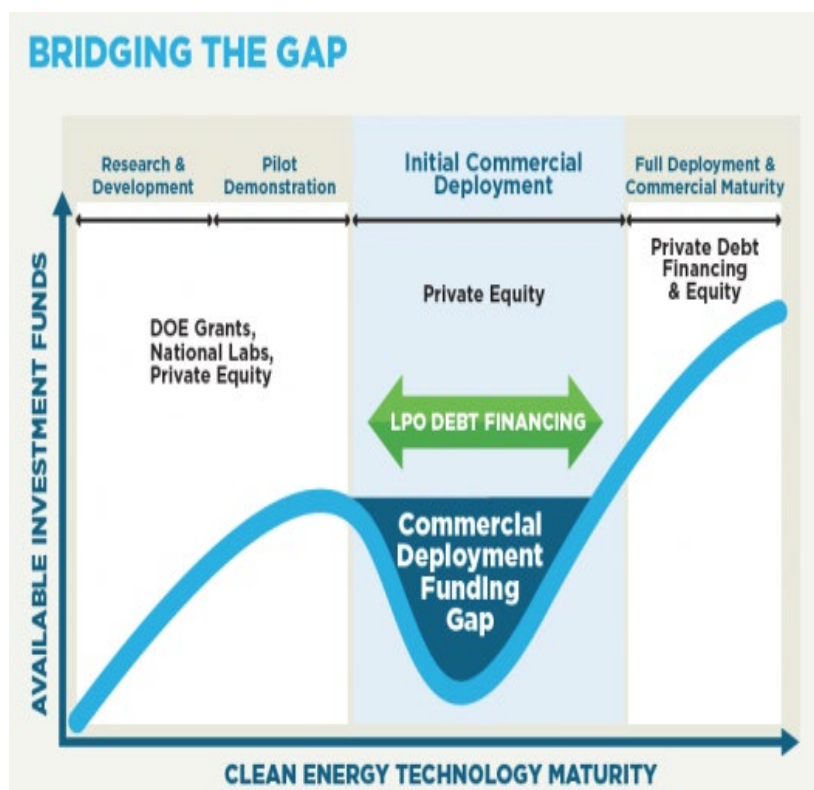 BRIDGING THE GAP
Research &
Development
Pilot
Demonstration
Initial Commercial
Deployment
Full Deployment &
Commercial Maturity
DOE Grants,
National Labs,
Private Equity
Private Equity
Private Debt
Financing
& Equity
LPO DEBT FINANCING
Commercial
Deployment
Funding
Gap
AVAILABLE INVESTMENT FUNDS
CLEAN ENERGY TECHNOLOGY MATURITY